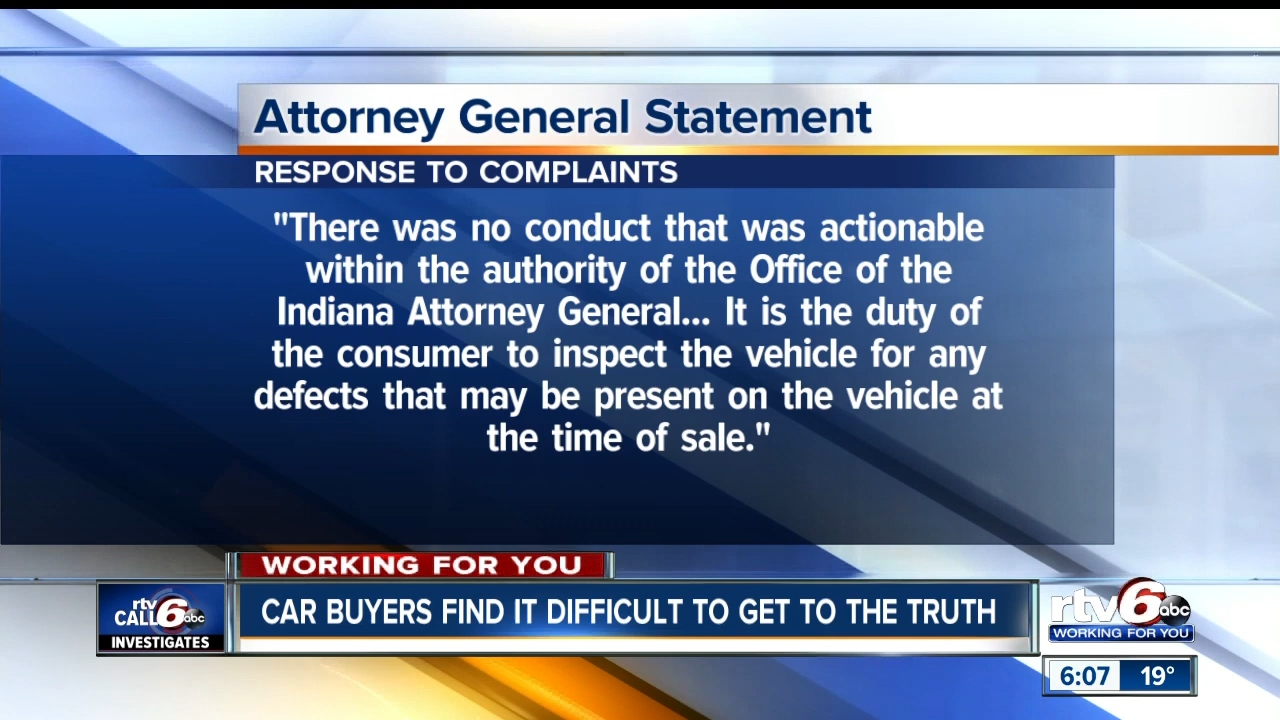 Attorney General Statement
RESPONSE TO COMPLAINTS
"There was no conduct that was actionable
within the authority of the Office of the
Indiana Attorney General... It is the duty of
the consumer to inspect the vehicle for any
defects that may be present on the vehicle at
the time of sale."
WORKING FOR YOU
rtv
CALL 6 abc
INVESTIGATES
CAR BUYERS FIND IT DIFFICULT TO GET TO THE TRUTH
rtv6 abc
WORKING FOR YOU
6:07 19°